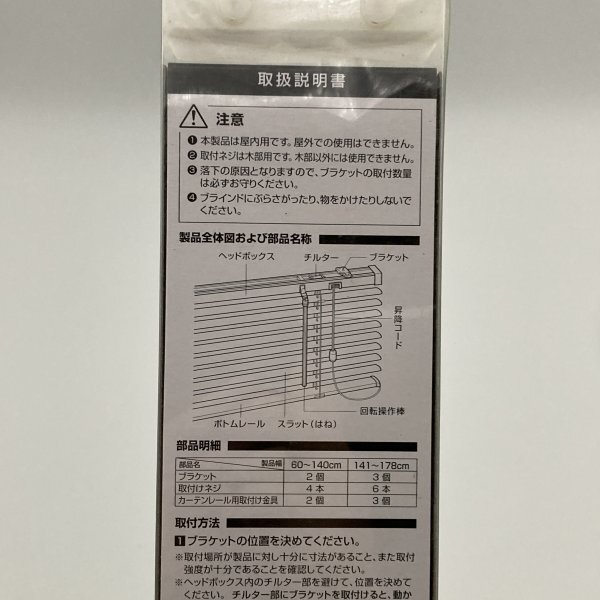 取扱説明書
注意
❶本製品は屋内用です。屋外での使用はできません。
❷取付ネジは木部用です。木部以外には使用できません。
❸落下の原因となりますので、ブラケットの取付数量
は必ずお守りください。
❹ブラインドにぶらさがったり、物をかけたりしないで
ください。
製品全体図および部品名称
ヘッドボックス チルター ブラケット
昇降コード
回転操作棒
ボトムレール スラット(はね)
部品明細
部品名 製品幅 60～140cm 141～178cm
ブラケット 2個 3個
取付けネジ 4本 6本
カーテンレール用取付け金具 2個 3個
取付方法
1 ブラケットの位置を決めてください。
※取付場所が製品に対し十分に寸法があること、また取付
強度が十分であることを確認してください。
※ヘッドボックス内のチルター部を避けて、位置を決めて
ください。チルター部にブラケットを取付けると、動か